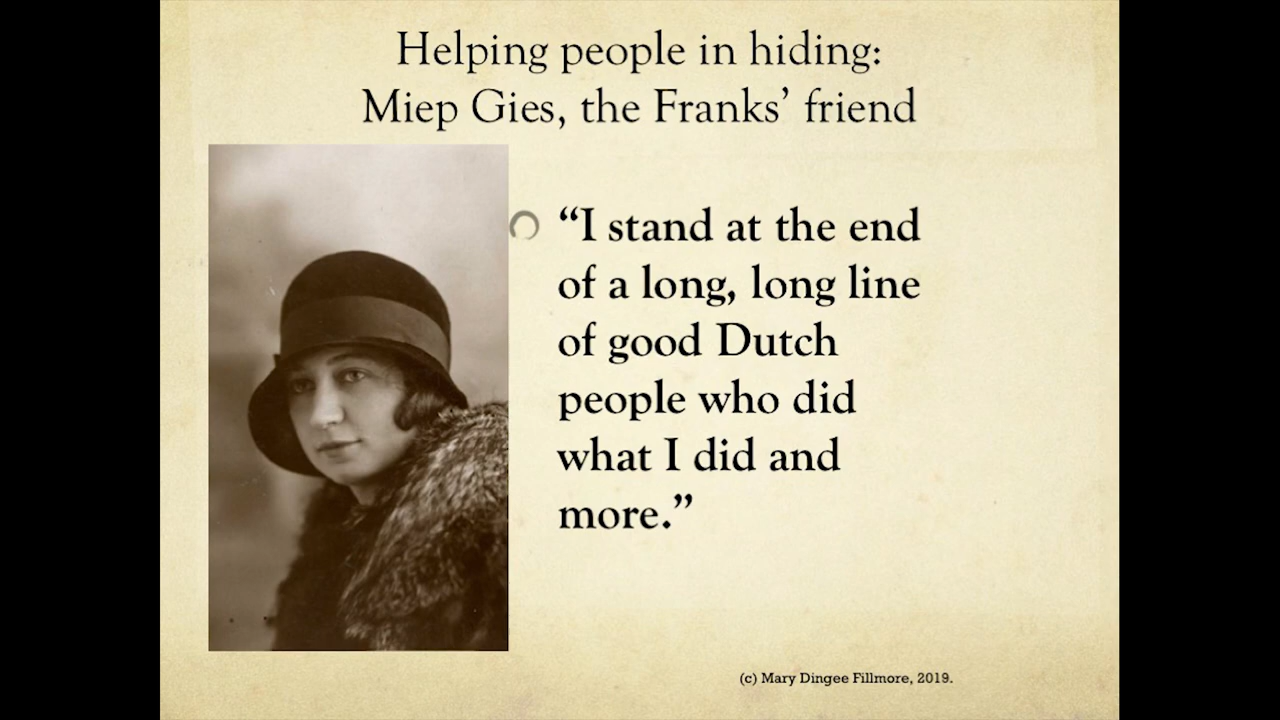 Helping people in hiding:
Miep Gies, the Franks’ friend
“I stand at the end
of a long, long line
of good Dutch
people who did
what I did and
more.”
(c) Mary Dingee Fillmore, 2019.